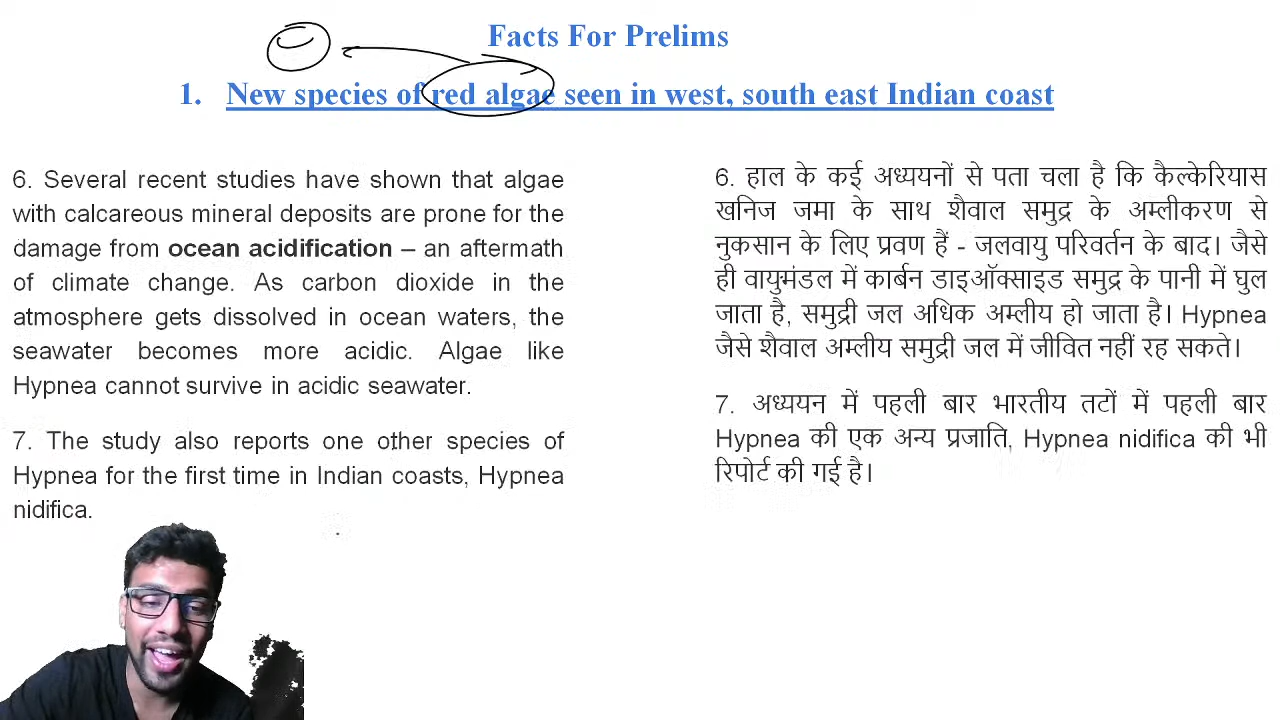 Facts For Prelims
1. New species of red algae seen in west, south east Indian coast
6. Several recent studies have shown that algae
with calcareous mineral deposits are prone for the
damage from ocean acidification – an aftermath
of climate change. As carbon dioxide in the
atmosphere gets dissolved in ocean waters, the
seawater becomes more acidic. Algae like
Hypnea cannot survive in acidic seawater.
7. The study also reports one other species of
Hypnea for the first time in Indian coasts, Hypnea
nidifica.
6. हाल के कई अध्ययनों से पता चला है कि कैल्केरियास
खनिज जमा के साथ शैवाल समुद्र के अम्लीकरण से
नुकसान के लिए प्रवण हैं - जलवायु परिवर्तन के बाद। जैसे
ही वायुमंडल में कार्बन डाइऑक्साइड समुद्र के पानी में घुल
जाता है, समुद्री जल अधिक अम्लीय हो जाता है। Hypnea
जैसे शैवाल अम्लीय समुद्री जल में जीवित नहीं रह सकते।
7. अध्ययन में पहली बार भारतीय तटों में पहली बार
Hypnea की एक अन्य प्रजाति, Hypnea nidifica की भी
रिपोर्ट की गई है।